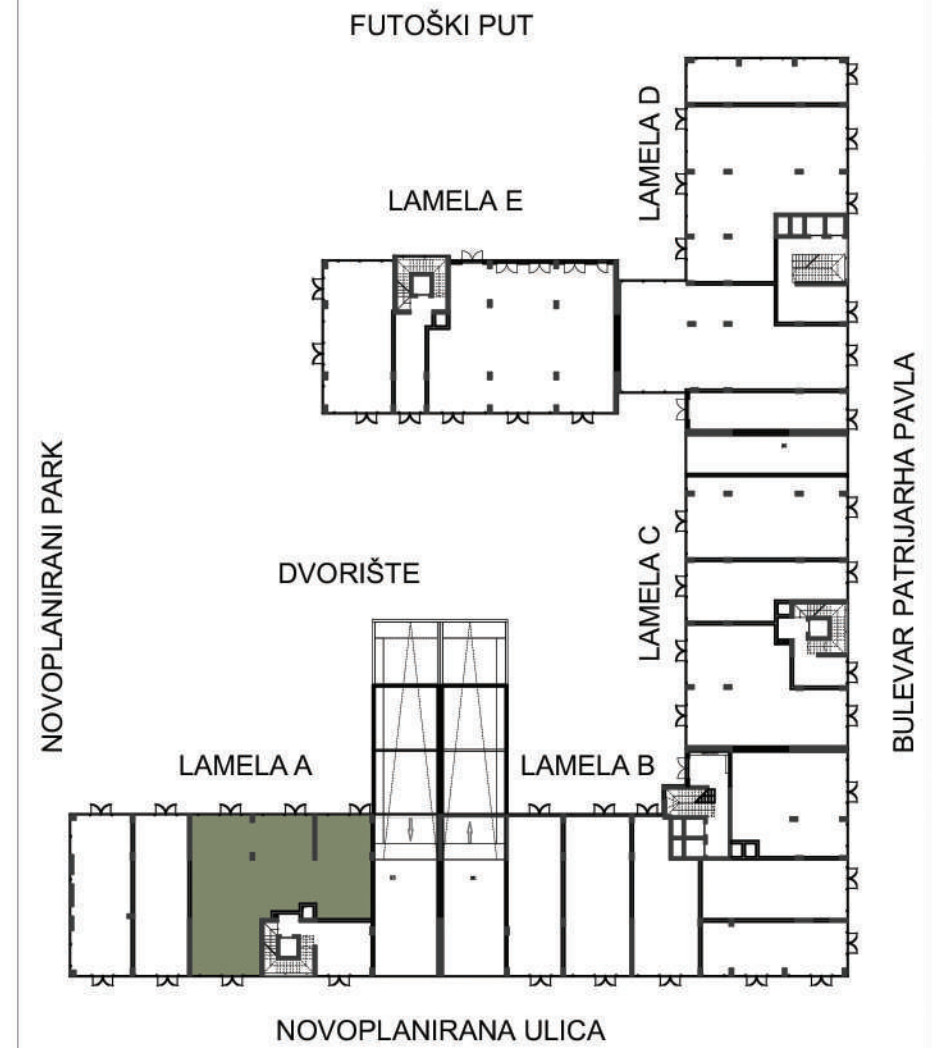 FUTOŠKI PUT
LAMELA D
LAMELA E
BULEVAR PATRIJARHA PAVLA
NOVOPLANIRANI PARK
LAMELA C
DVORIŠTE
LAMELA A
LAMELA B
NOVOPLANIRANA ULICA